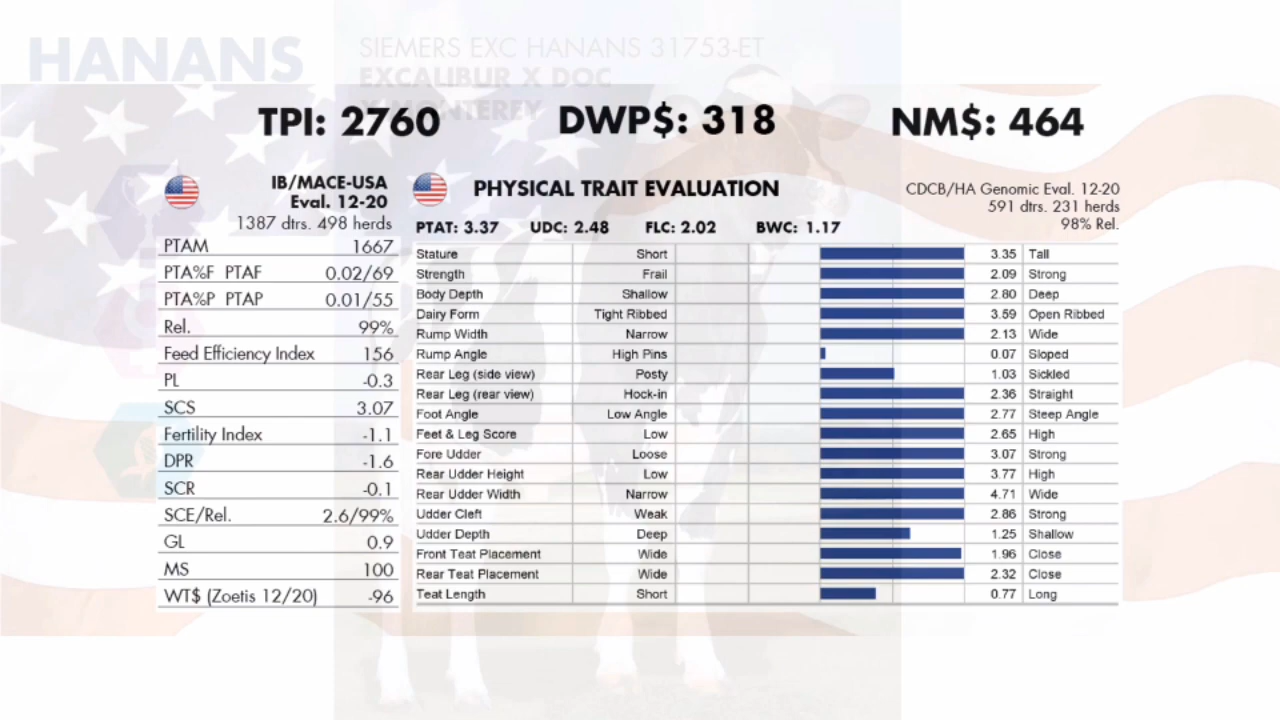 HANANS
SIEMERS EXC HANANS 31753-ET
EXCALIBUR X DOC
X MONTEREY
TPI: 2760 DWP$: 318 NM$: 464
IB/MACE-USA
Eval. 12-20
1387 dtrs. 498 herds
PTAM 1667
PTA%F PTAF 0.02/69
PTA%P PTAP 0.01/55
Rel. 99%
Feed Efficiency Index 156
PL -0.3
SCS 3.07
Fertility Index -1.1
DPR -1.6
SCR -0.1
SCE/Rel. 2.6/99%
GL 0.9
MS 100
WT$ (Zoetis 12/20) -96
PHYSICAL TRAIT EVALUATION
CDCB/HA Genomic Eval. 12-20
591 dtrs. 231 herds
98% Rel.
PTAT: 3.37 UDC: 2.48 FLC: 2.02 BWC: 1.17
Stature Short 3.35 Tall
Strength Frail 2.09 Strong
Body Depth Shallow 2.80 Deep
Dairy Form Tight Ribbed 3.59 Open Ribbed
Rump Width Narrow 2.13 Wide
Rump Angle High Pins 0.07 Sloped
Rear Leg (side view) Posty 1.03 Sickled
Rear Leg (rear view) Hock-in 2.36 Straight
Foot Angle Low Angle 2.77 Steep Angle
Feet & Leg Score Low 2.65 High
Fore Udder Loose 3.07 Strong
Rear Udder Height Low 3.77 High
Rear Udder Width Narrow 4.71 Wide
Udder Cleft Weak 2.86 Strong
Udder Depth Deep 1.25 Shallow
Front Teat Placement Wide 1.96 Close
Rear Teat Placement Wide 2.32 Close
Teat Length Short 0.77 Long